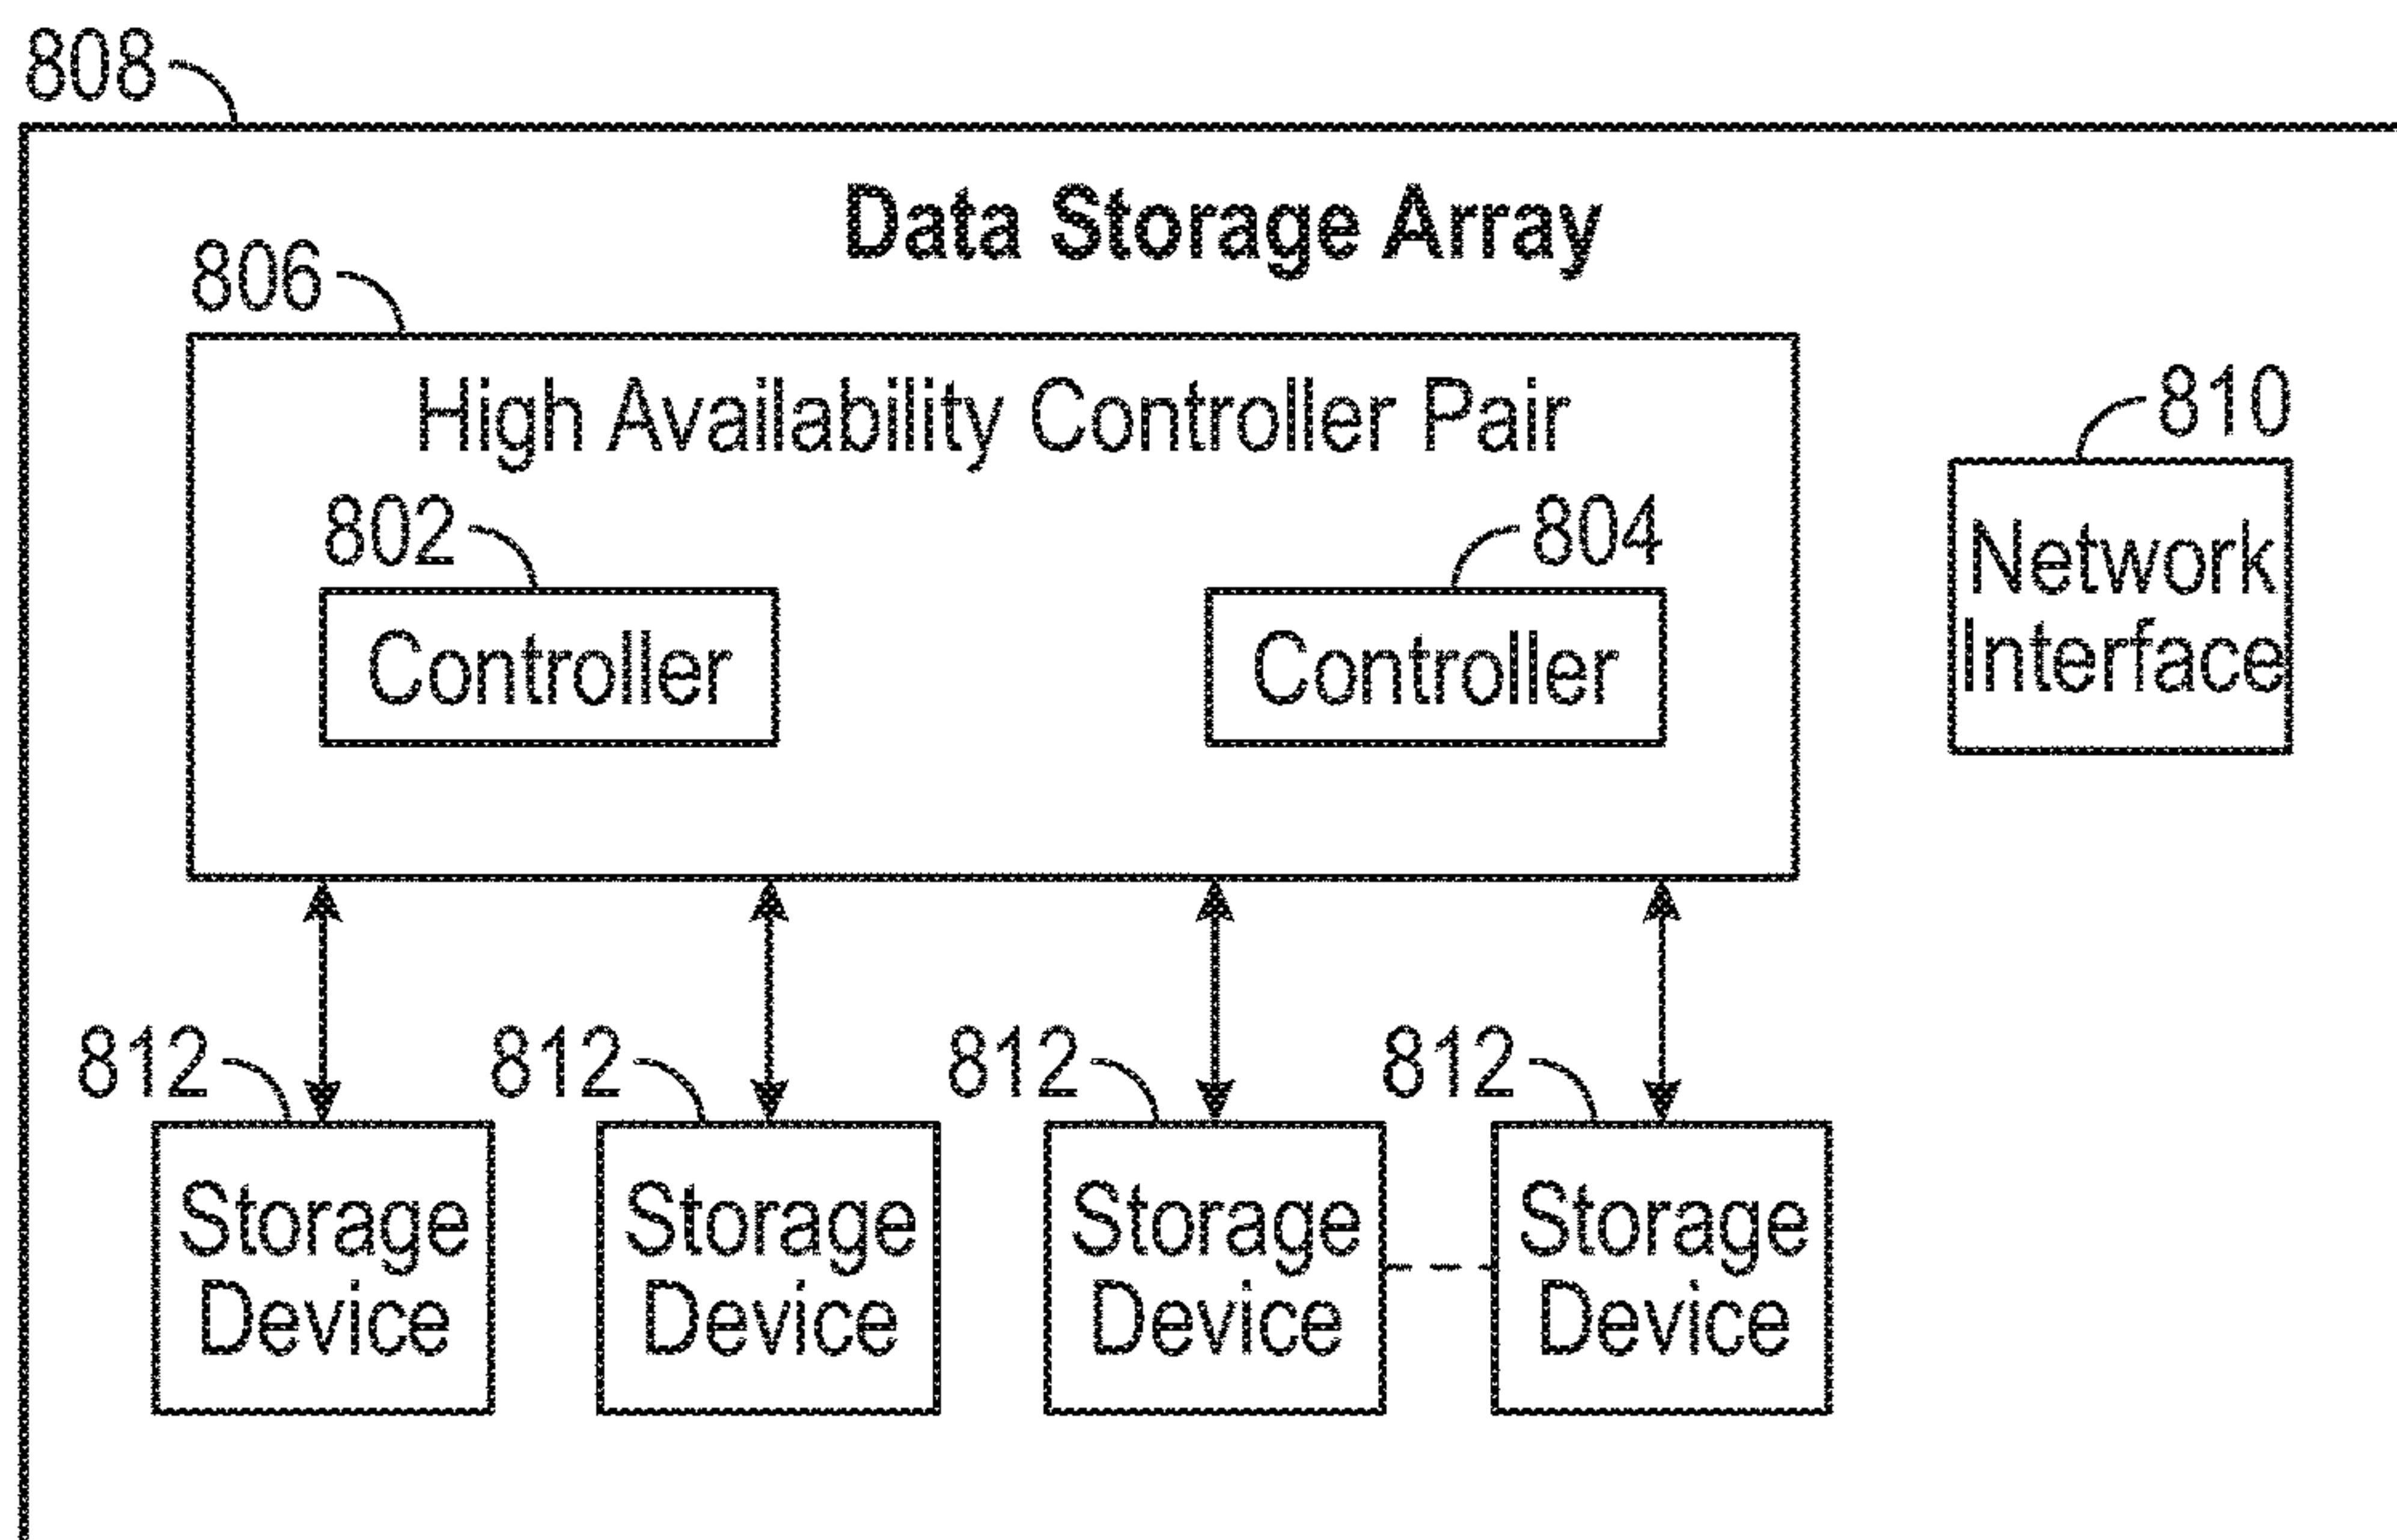 808
Data Storage Array
806
High Availability Controller Pair
810
802
804
Network
Interface
Controller
Controller
812
812
812
812
Storage
Device
Storage
Device
Storage
Device
Storage
Device